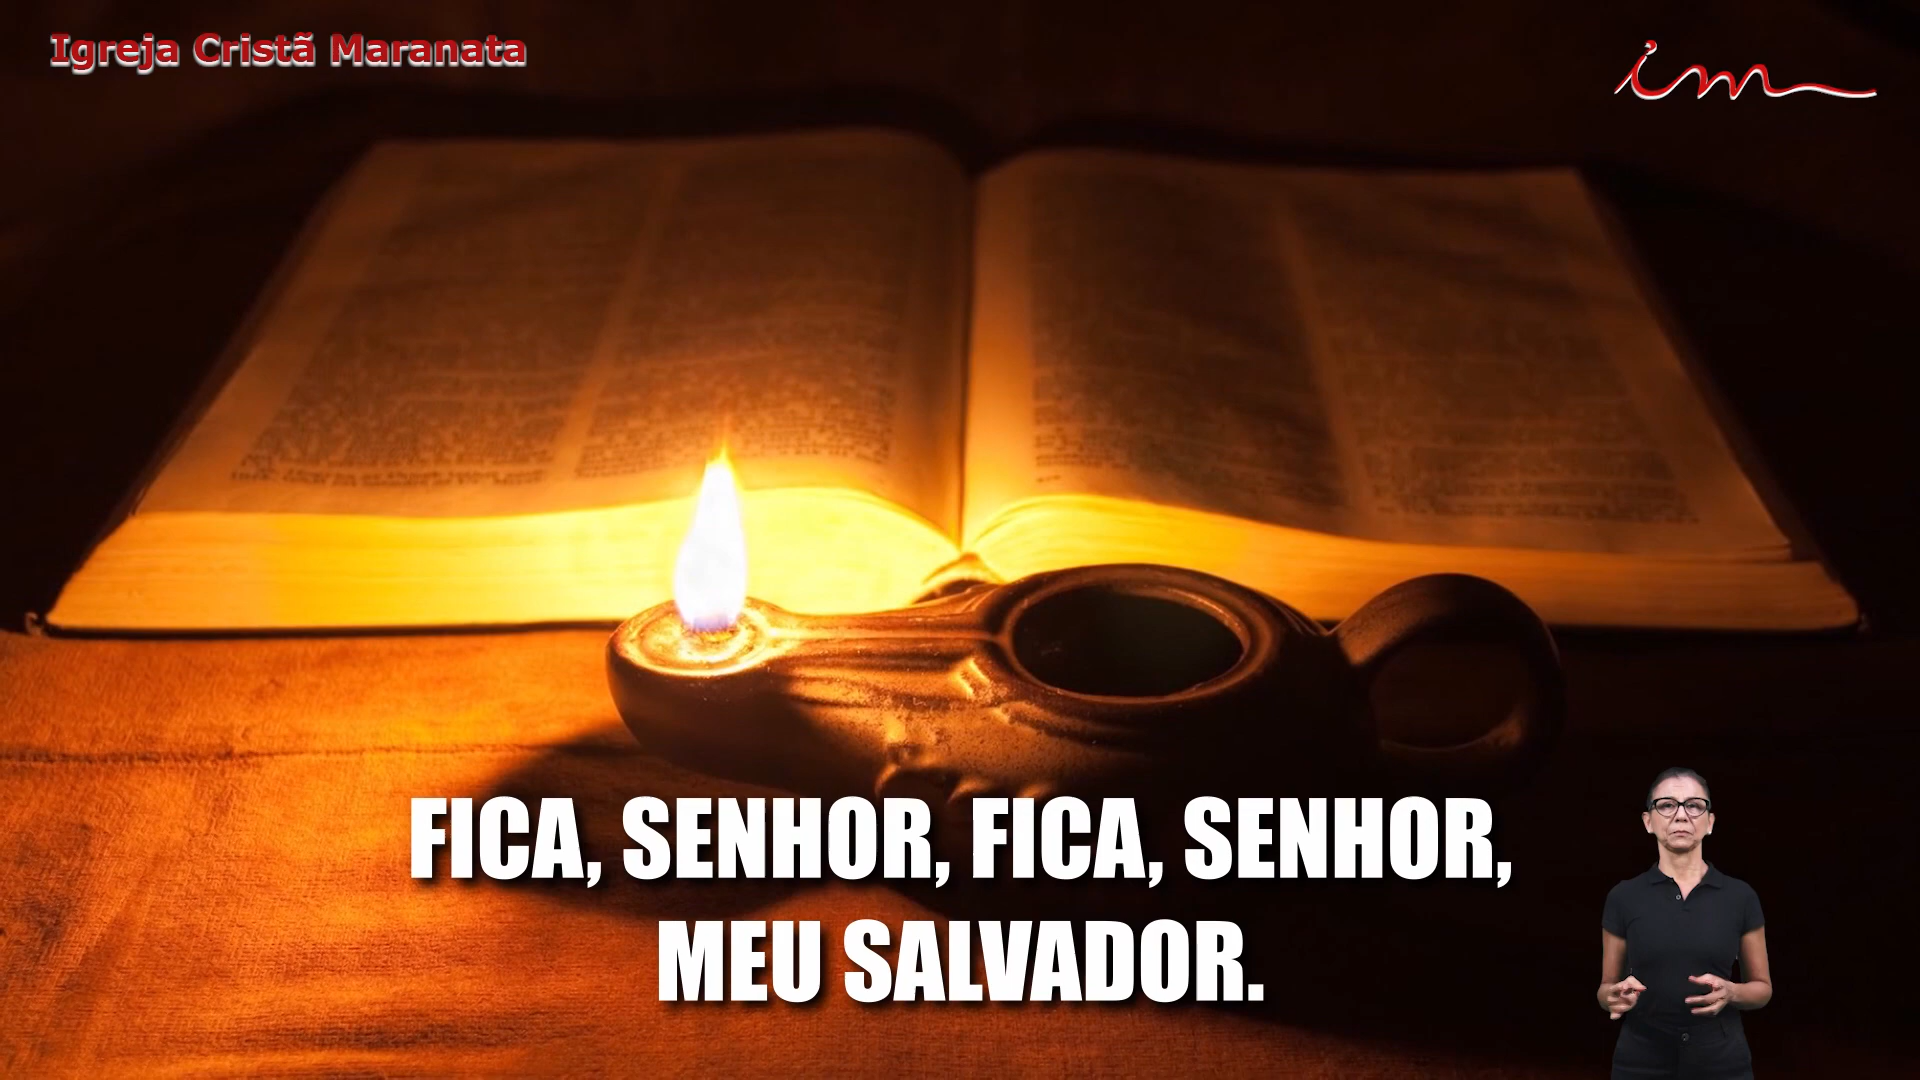 Igreja Cristã Maranata
im
FICA, SENHOR, FICA, SENHOR,
MEU SALVADOR.